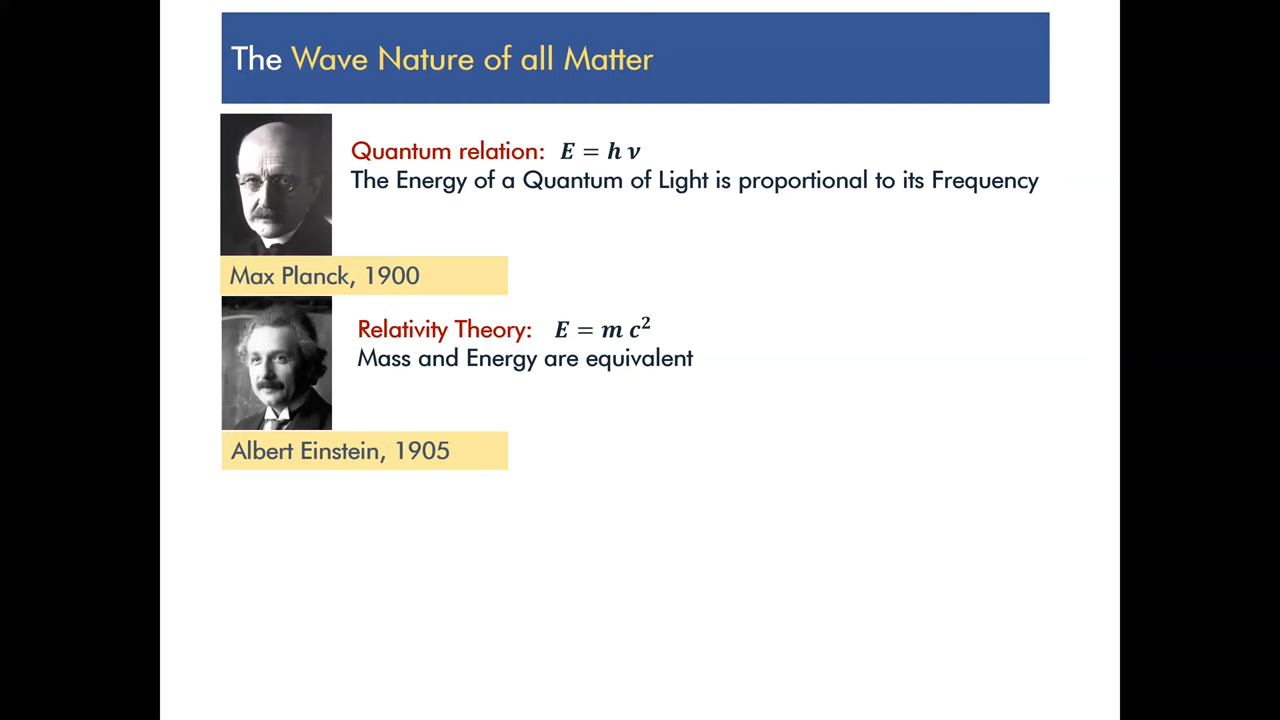 The Wave Nature of all Matter
Quantum relation: E = h ν
The Energy of a Quantum of Light is proportional to its Frequency
Max Planck, 1900
Relativity Theory: E = m c²
Mass and Energy are equivalent
Albert Einstein, 1905